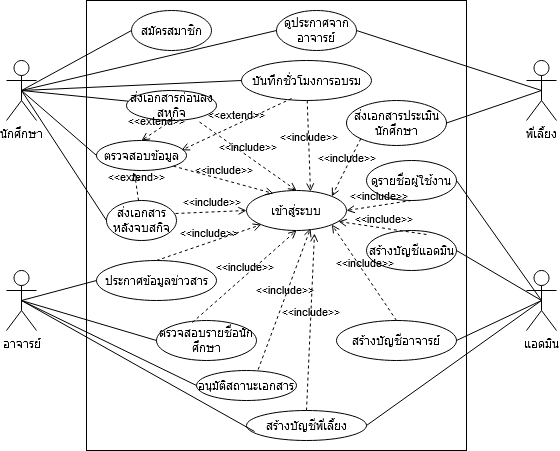 สมัครสมาชิก
ดูประกาศจาก
อาจารย์
บันทึกชั่วโมงการอบรม
ส่งเอกสารก่อนลง
สหกิจ
<<extend>>
<<extend>>
ส่งเอกสารประเมิน
นักศึกษา
นักศึกษา
พี่เลี้ยง
<<include>>
<<include>>
<<include>>
ตรวจสอบข้อมูล
<<include>>
<<extend>>
ดูรายชื่อผู้ใช้งาน
<<include>>
<<include>>
ส่งเอกสาร
หลังจบสกิจ
<<include>>
เข้าสู่ระบบ
<<include>>
สร้างบัญชีแอดมิน
<<include>>
<<include>>
ประกาศข้อมูลข่าวสาร
<<include>>
<<include>>
ตรวจสอบรายชื่อนัก
ศึกษา
สร้างบัญชีอาจารย์
อาจารย์
แอดมิน
อนุมัติสถานะเอกสาร
สร้างบัญชีพี่เลี้ยง